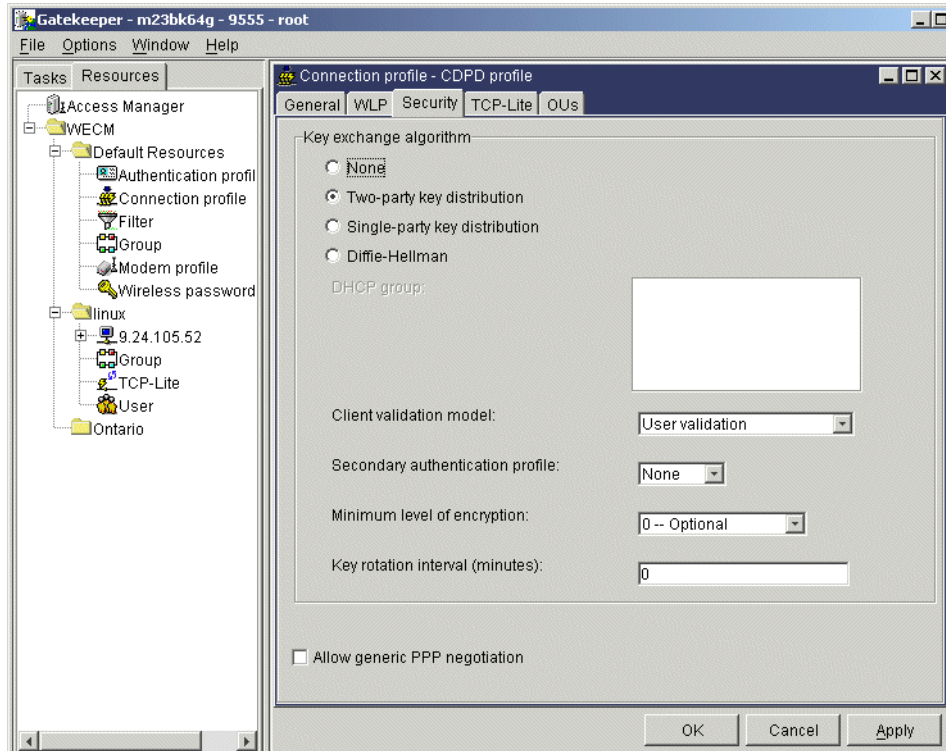 Gatekeeper - m23bk64g - 9555 - root
File Options Window Help
Tasks Resources
Access Manager
WECM
Default Resources
Authentication profil
Connection profile
Filter
Group
Modem profile
Wireless password
linux
9.24.105.52
Group
TCP-Lite
User
Ontario
Connection profile - CDPD profile
General WLP Security TCP-Lite OUs
Key exchange algorithm
None
Two-party key distribution
Single-party key distribution
Diffie-Hellman
DHCP group:
Client validation model: User validation
Secondary authentication profile: None
Minimum level of encryption: 0 -- Optional
Key rotation interval (minutes): 0
Allow generic PPP negotiation
OK Cancel Apply